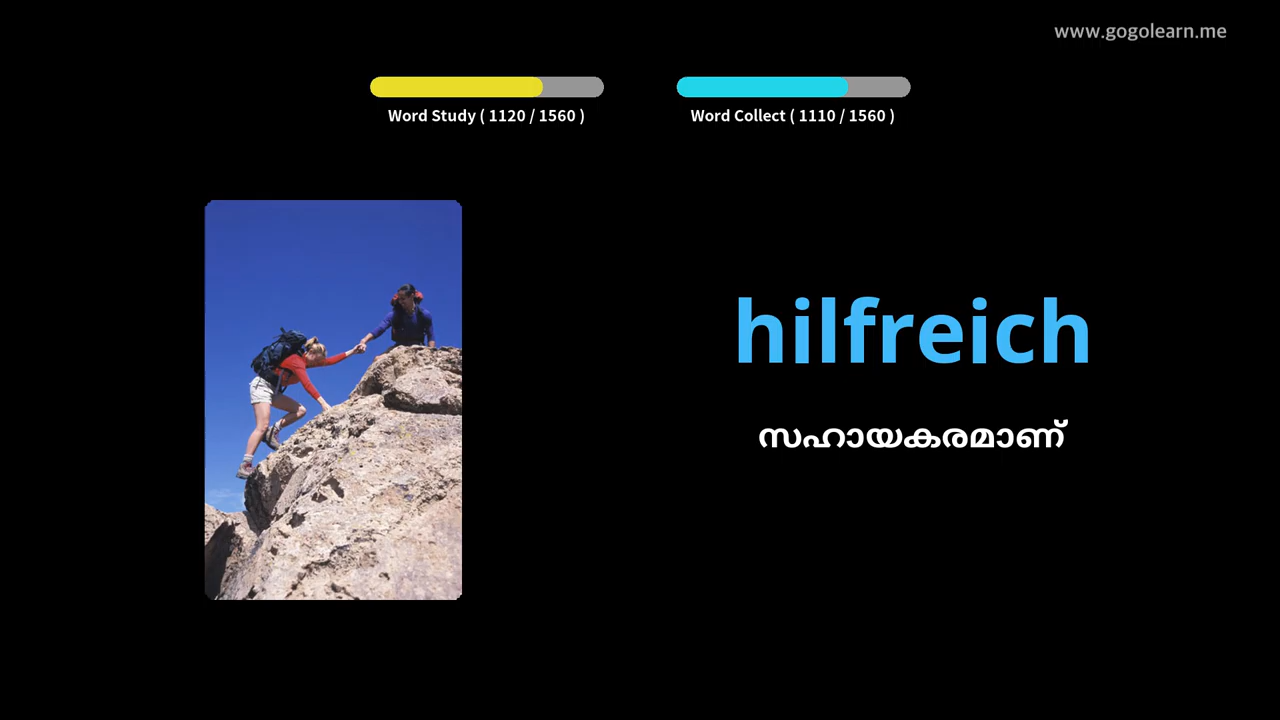 www.gogolearn.me
Word Study ( 1120 / 1560 )
Word Collect ( 1110 / 1560 )
hilfreich
സഹായകരമാണ്